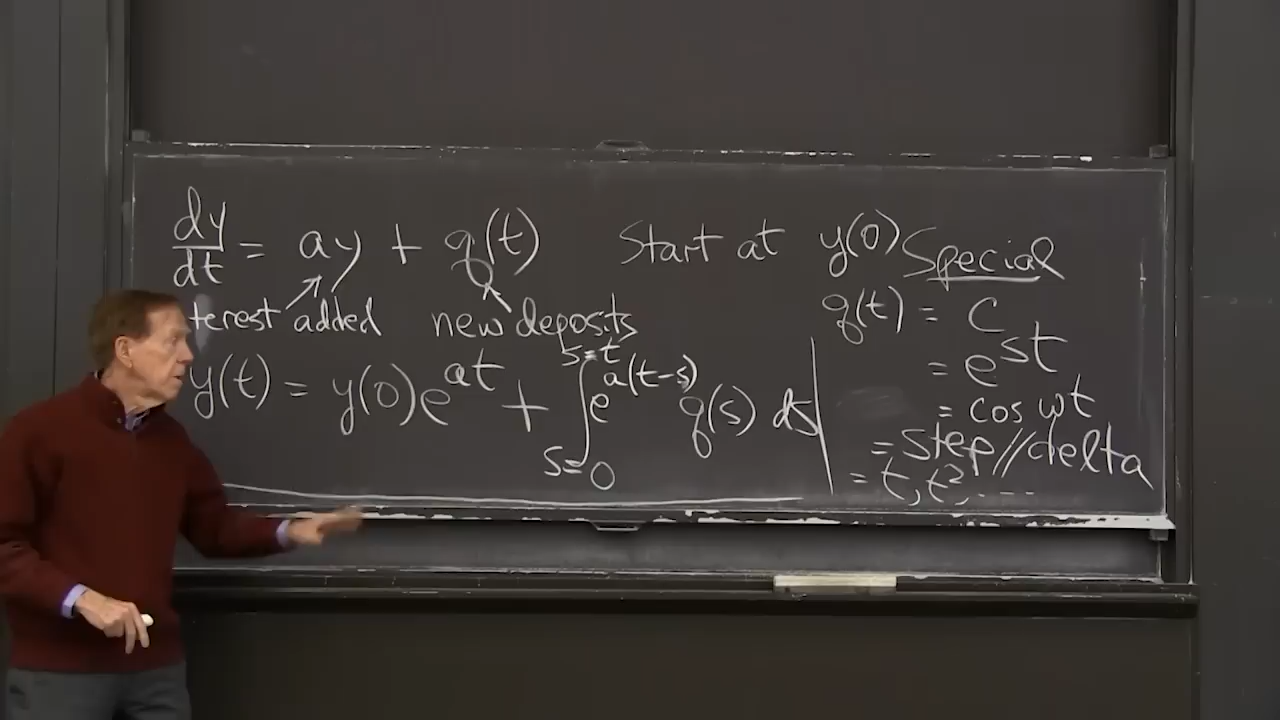 dy/dt = ay + q(t) Start at y(0)
terest added new deposits
y(t) = y(0)e^{at} + ∫_{s=0}^{s=t} e^{a(t-s)} q(s) ds
Special
q(t) = C
= e^{st}
= cos ωt
= step//delta
= t, t², ....